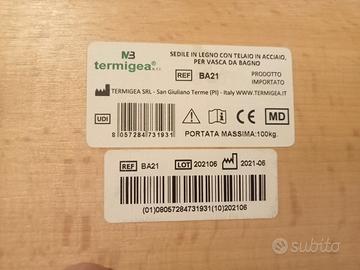 MB
termigea s.r.l.
SEDILE IN LEGNO CON TELAIO IN ACCIAIO,
PER VASCA DA BAGNO
REF BA21
PRODOTTO
IMPORTATO
TERMIGEA SRL - San Giuliano Terme (PI) - Italy WWW.TERMIGEA.IT
UDI
8 057284 731931
CE
MD
PORTATA MASSIMA:100kg.
REF BA21 LOT 202106 2021-06
(01)08057284731931(10)202106
subito